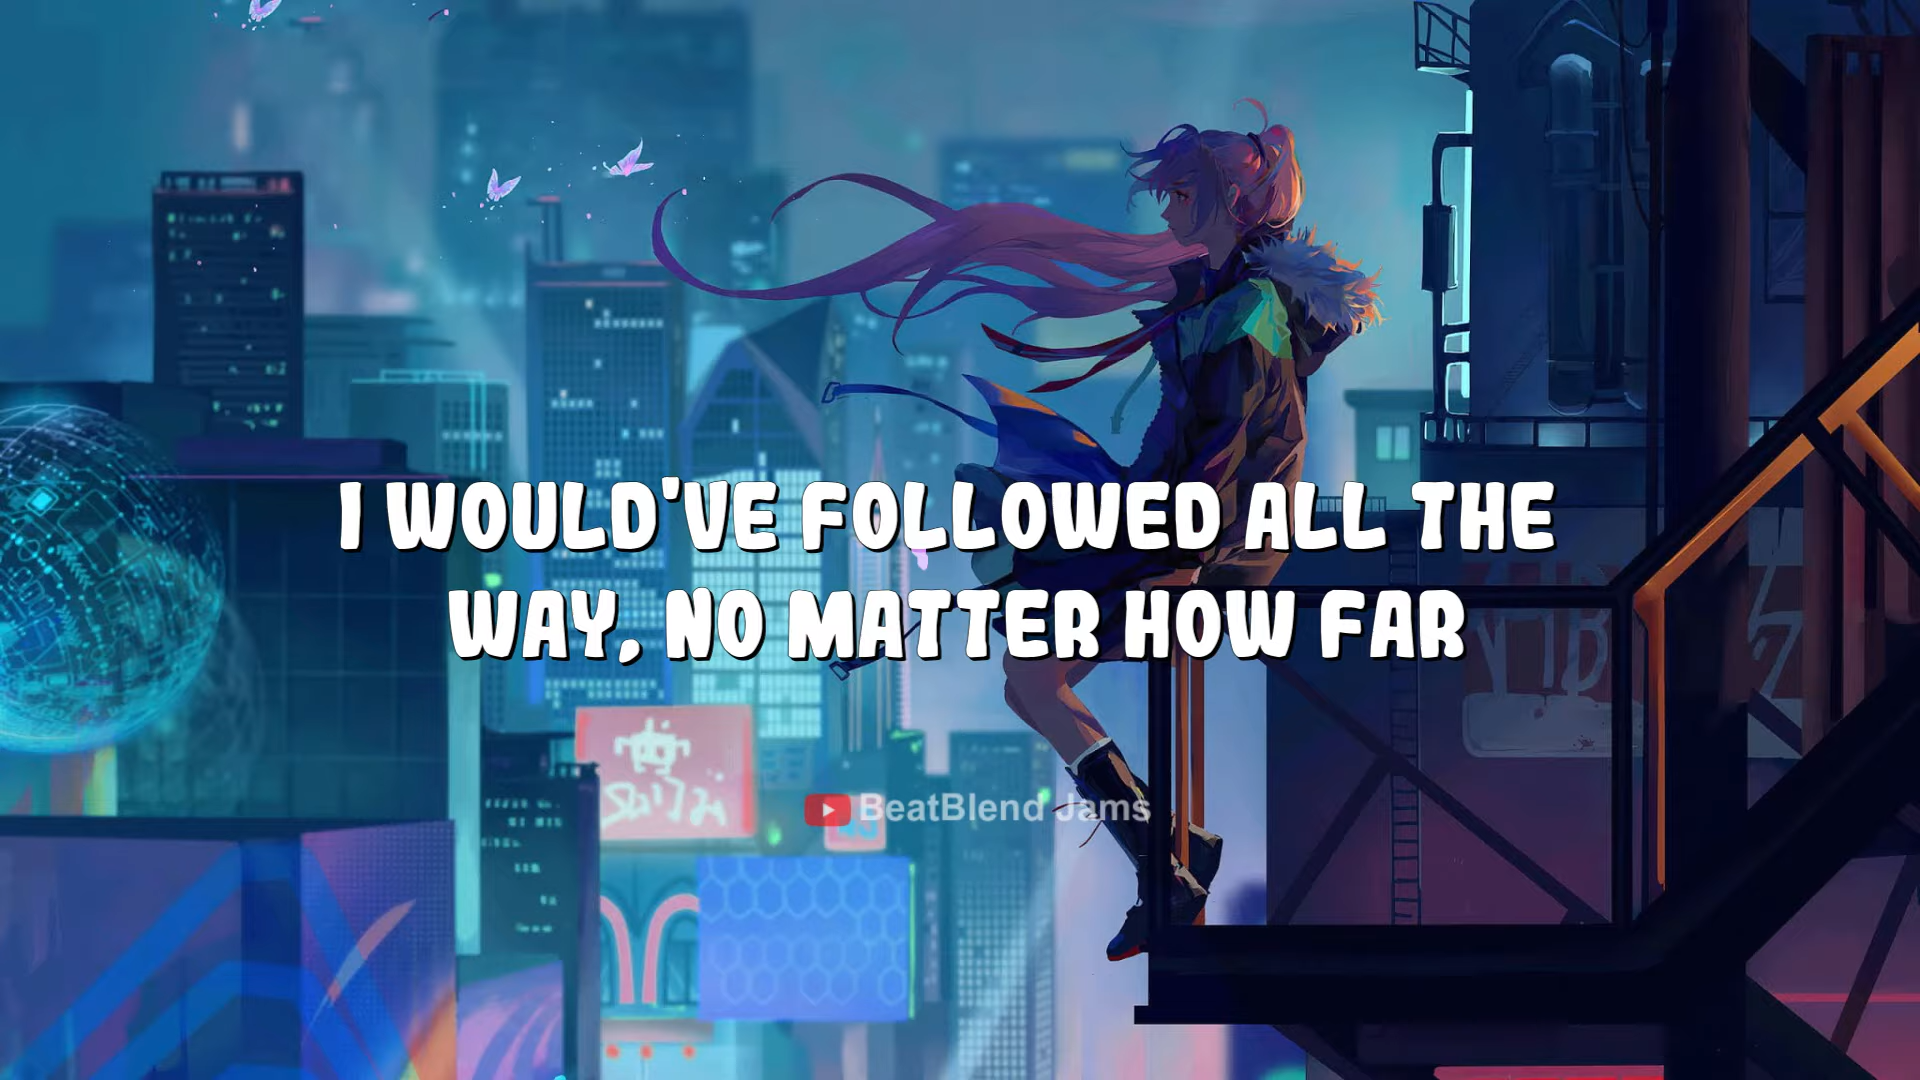 I WOULD'VE FOLLOWED ALL THE
WAY, NO MATTER HOW FAR
BeatBlend Jams